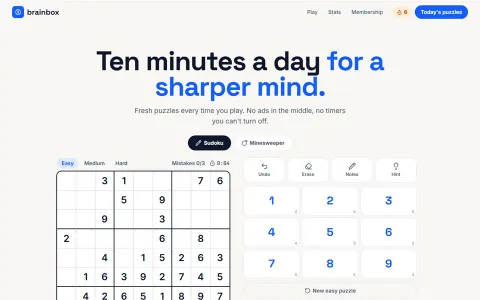 brainbox
Play Stats Membership 6 Today's puzzles
Ten minutes a day for a
sharper mind.
Fresh puzzles every time you play. No ads in the middle, no timers
you can't turn off.
Sudoku Minesweeper
Easy Medium Hard Mistakes 0/3
Undo Erase Notes Hint
3 1 7 6
5 9
9 3
2 6 8
4 1 5 2 6 3
1 6 3 9 2 7 4 5
4 2 6 5 1 8 9 7
1 2 3
4 5 6
7 8 9
New easy puzzle